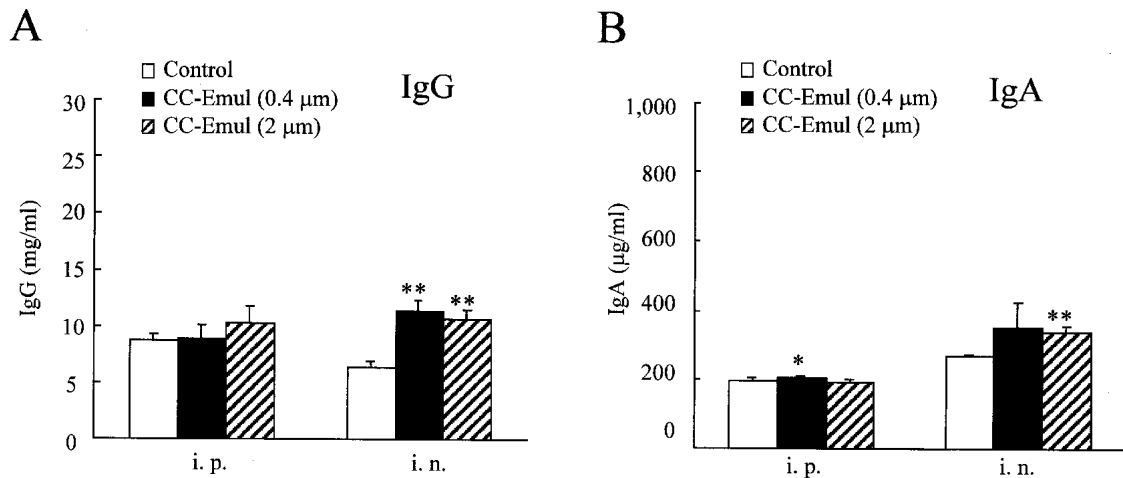 A
Control
CC-Emul (0.4 μm)
CC-Emul (2 μm)
IgG
30
25
20
15
10
5
0
IgG (mg/ml)
**
**
i. p.
i. n.
B
Control
CC-Emul (0.4 μm)
CC-Emul (2 μm)
IgA
1,000
800
600
400
200
0
IgA (μg/ml)
*
**
i. p.
i. n.